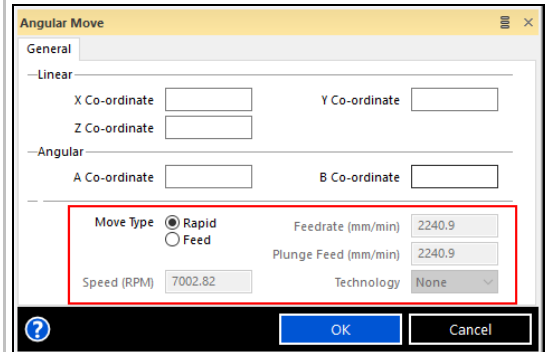 Angular Move
General
Linear
X Co-ordinate Y Co-ordinate
Z Co-ordinate
Angular
A Co-ordinate B Co-ordinate
Move Type Rapid Feedrate (mm/min) 2240.9
Feed
Plunge Feed (mm/min) 2240.9
Speed (RPM) 7002.82 Technology None
? OK Cancel